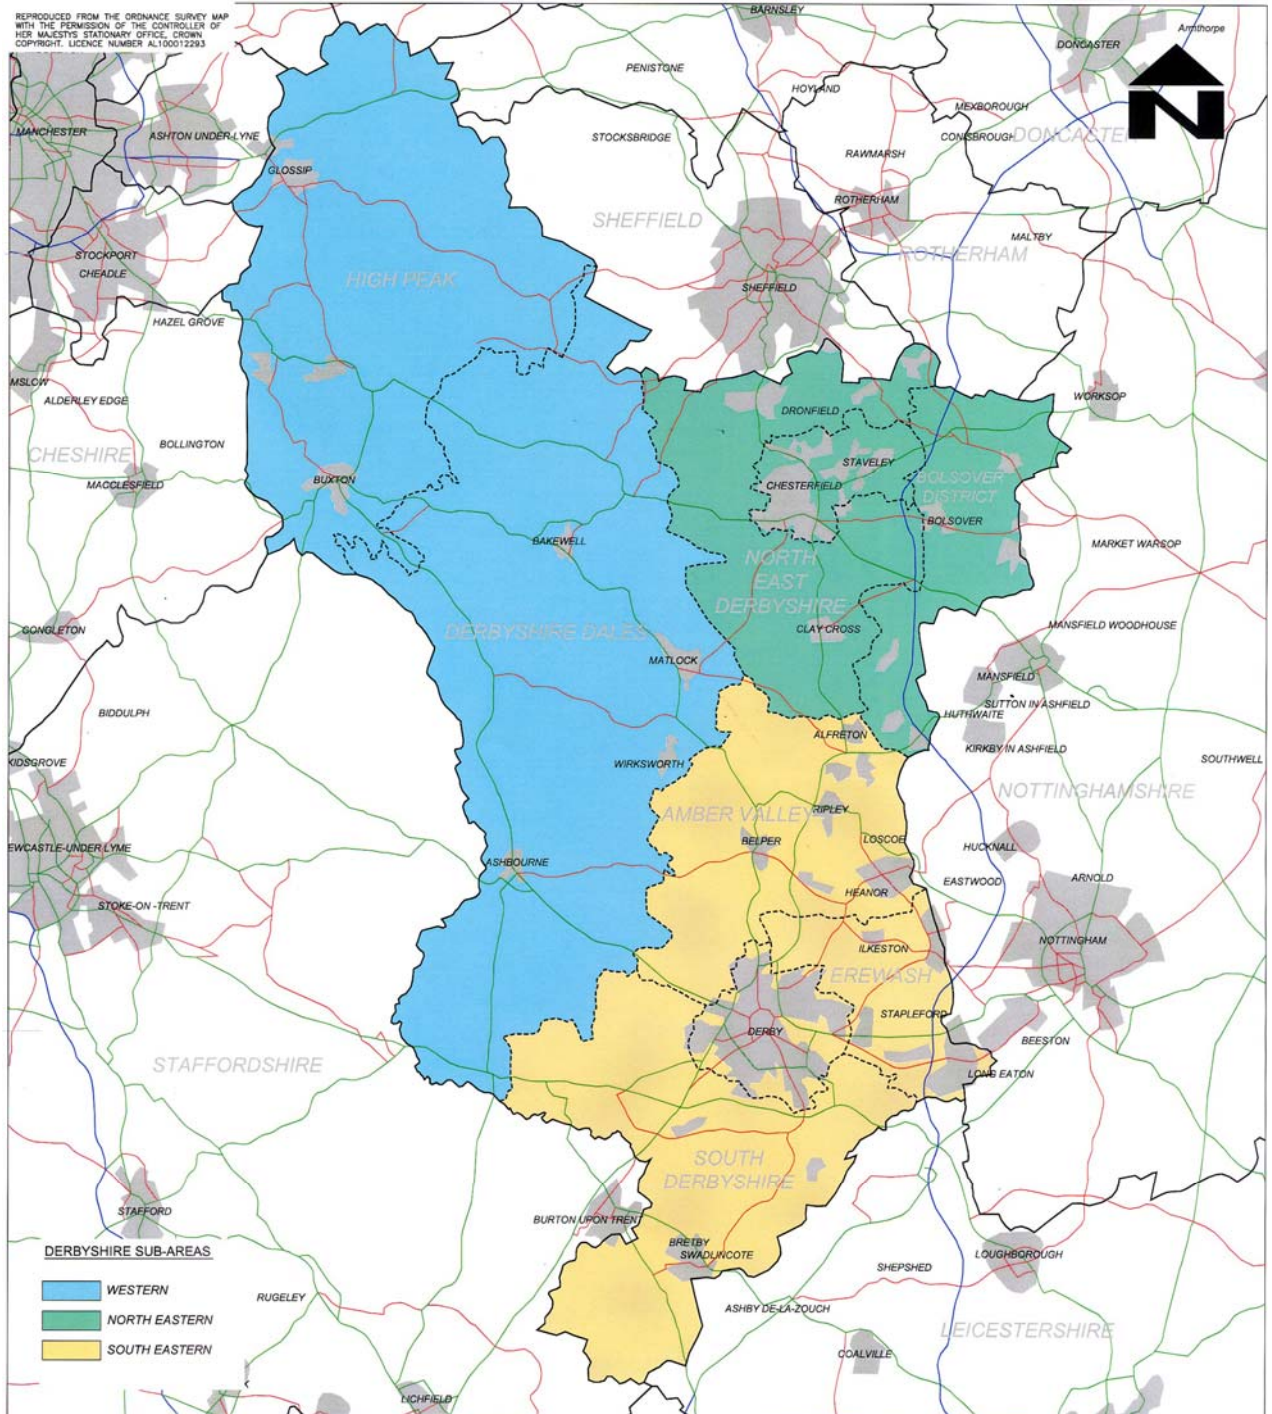 REPRODUCED FROM THE ORDNANCE SURVEY MAP
WITH THE PERMISSION OF THE CONTROLLER OF
HER MAJESTYS STATIONARY OFFICE, CROWN
COPYRIGHT. LICENCE NUMBER AL100012293
BARNSLEY
Armthorpe
DONCASTER
PENISTONE
HOYLAND
MEXBOROUGH
MANCHESTER
ASHTON UNDER-LYNE
STOCKSBRIDGE
CONISBROUGH
DONCASTER
RAWMARSH
GLOSSIP
ROTHERHAM
SHEFFIELD
MALTBY
STOCKPORT
ROTHERHAM
CHEADLE
HIGH PEAK
SHEFFIELD
HAZEL GROVE
MSLOW
ALDERLEY EDGE
WORKSOP
DRONFIELD
BOLLINGTON
CHESHIRE
STAVELEY
MACCLESFIELD
BUXTON
CHESTERFIELD
BOLSOVER
DISTRICT
BOLSOVER
BAKEWELL
MARKET WARSOP
NORTH
EAST
DERBYSHIRE
CONGLETON
DERBYSHIRE DALES
CLAY CROSS
MANSFIELD WOODHOUSE
MATLOCK
MANSFIELD
SUTTON IN ASHFIELD
BIDDULPH
HUTHWAITE
ALFRETON
KIRKBY IN ASHFIELD
KIDSGROVE
WIRKSWORTH
SOUTHWELL
NOTTINGHAMSHIRE
AMBER VALLEY
RIPLEY
EWCASTLE-UNDER LYME
BELPER
LOSCOE
HUCKNALL
ASHBOURNE
EASTWOOD
ARNOLD
HEANOR
STOKE-ON -TRENT
NOTTINGHAM
ILKESTON
EREWASH
STAPLEFORD
DERBY
BEESTON
STAFFORDSHIRE
LONG EATON
SOUTH
DERBYSHIRE
STAFFORD
BURTON UPON TRENT
BRETBY
SWADLINCOTE
LOUGHBOROUGH
SHEPSHED
RUGELEY
ASHBY DE-LA-ZOUCH
LEICESTERSHIRE
COALVILLE
LICHFIELD
N
DERBYSHIRE SUB-AREAS
WESTERN
NORTH EASTERN
SOUTH EASTERN